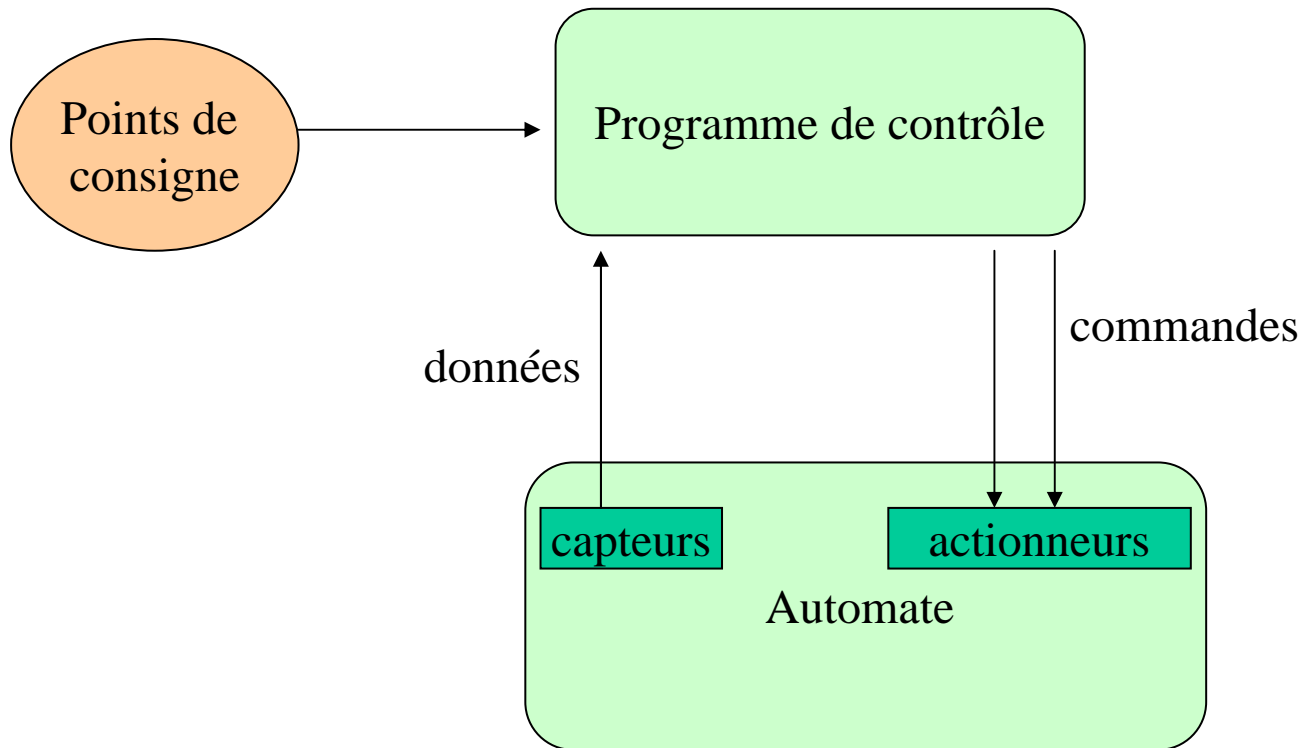 Points de
consigne
Programme de contrôle
données
commandes
capteurs
actionneurs
Automate